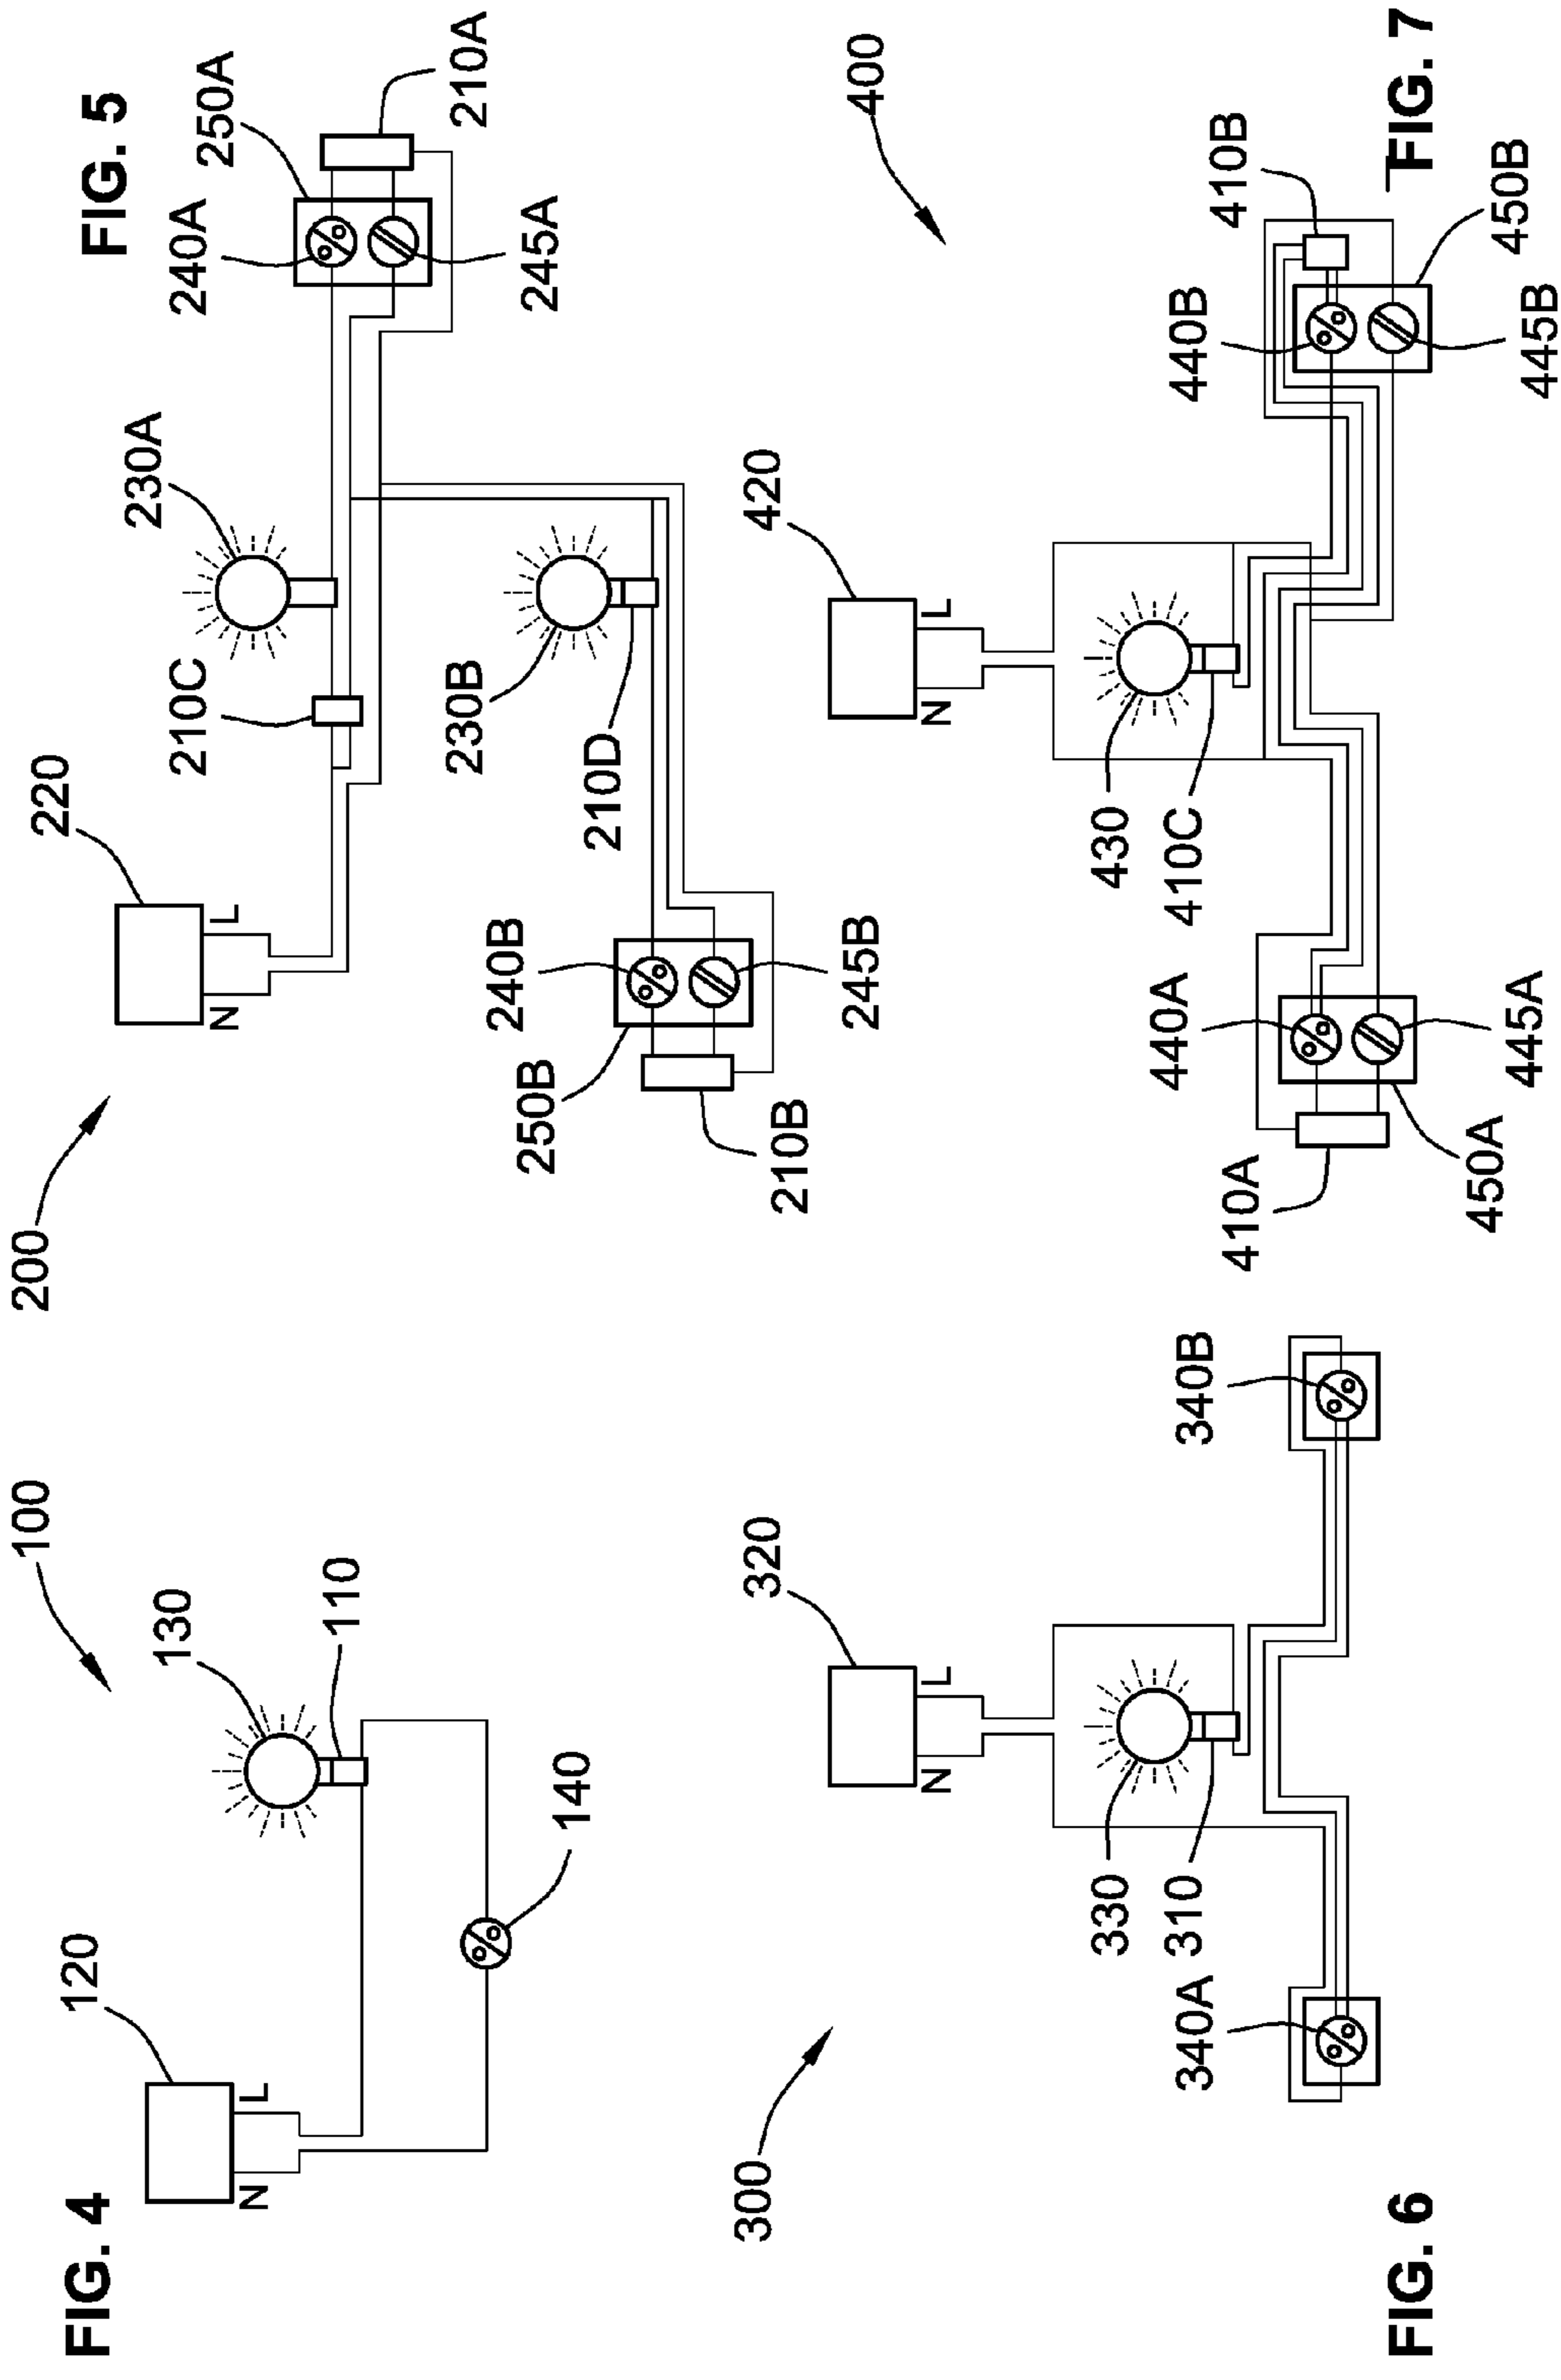 FIG. 4
100
120
N
L
130
110
140
FIG. 5
200
220
N
L
210C
230A
240A
250A
210A
245A
230B
210D
240B
250B
245B
210B
FIG. 6
300
320
N
L
330
310
340A
340B
FIG. 7
400
420
N
L
430
410C
440A
410A
450A
445A
440B
410B
450B
445B